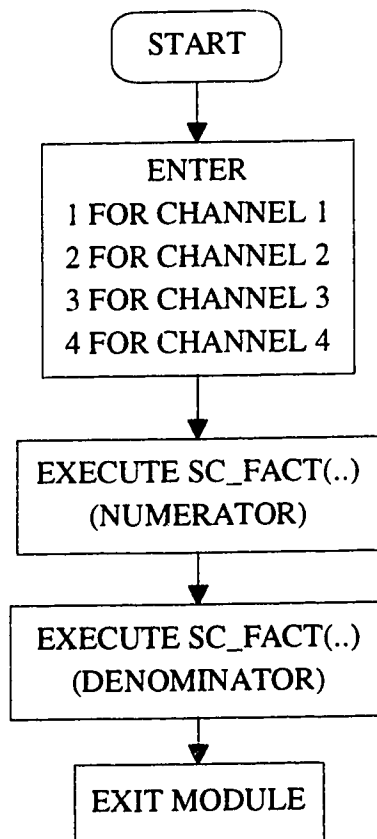 START
ENTER
1 FOR CHANNEL 1
2 FOR CHANNEL 2
3 FOR CHANNEL 3
4 FOR CHANNEL 4
EXECUTE SC_FACT(..)
(NUMERATOR)
EXECUTE SC_FACT(..)
(DENOMINATOR)
EXIT MODULE